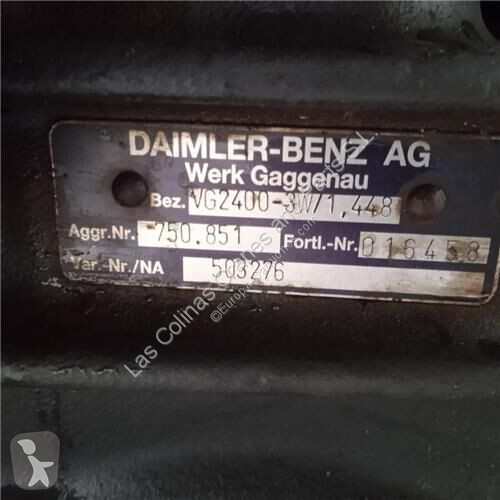 DAIMLER-BENZ AG
Werk Gaggenau
Bez. VG2400-3W/1,448
Aggr.Nr. 750.851 Fortl.-Nr. 016458
Var.-Nr./NA 503276
Las Colinas